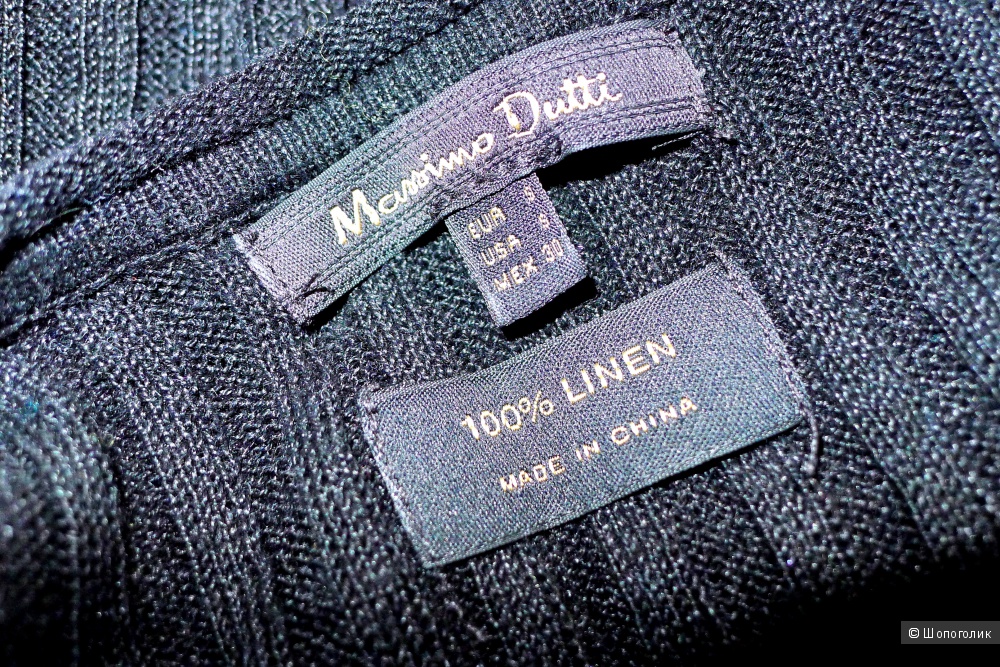 Massimo Dutti
EUR S
USA S
MEX 30
100% LINEN
MADE IN CHINA
© Шопоголик